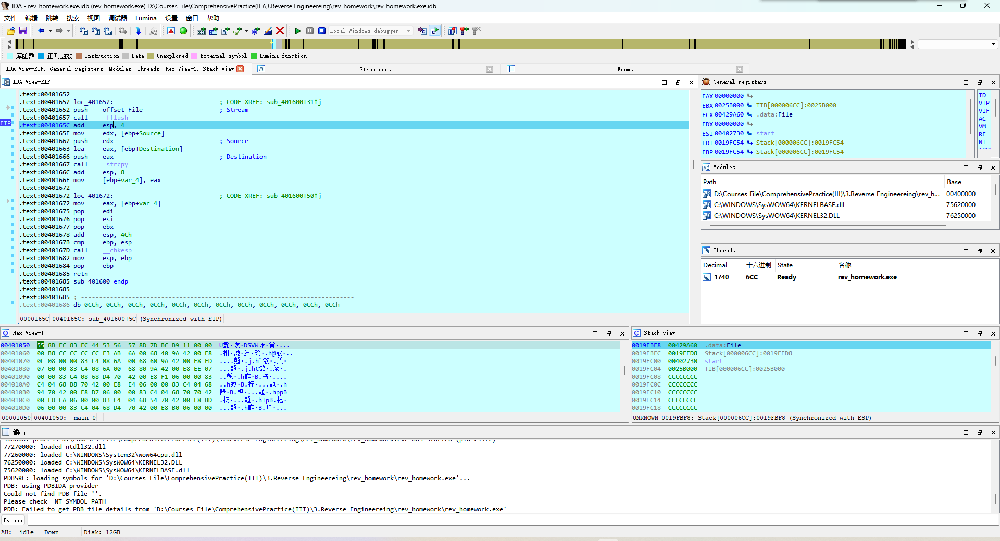 IDA - rev_homework.exe.idb (rev_homework.exe) D:\Courses File\ComprehensivePractice(III)\3.Reverse Engineereing\rev_homework\rev_homework.exe.idb
文件 编辑 跳转 搜索 视图 调试器 Lumina 设置 窗口 帮助
Local Windows debugger
库函数 正则函数 Instruction Data Unexplored External symbol Lumina function
IDA View-EIP, General registers, Modules, Threads, Hex View-1, Stack view
Structures
Enums
IDA View-EIP
EIP
.text:00401652
.text:00401652 loc_401652: ; CODE XREF: sub_401600+31↑j
.text:00401652 push offset File ; Stream
.text:00401657 call _fflush
.text:0040165C add esp, 4
.text:0040165F mov edx, [ebp+Source]
.text:00401662 push edx ; Source
.text:00401663 lea eax, [ebp+Destination]
.text:00401666 push eax ; Destination
.text:00401667 call _strcpy
.text:0040166C add esp, 8
.text:0040166F mov [ebp+var_4], eax
.text:00401672
.text:00401672 loc_401672: ; CODE XREF: sub_401600+50↑j
.text:00401672 mov eax, [ebp+var_4]
.text:00401675 pop edi
.text:00401676 pop esi
.text:00401677 pop ebx
.text:00401678 add esp, 4Ch
.text:0040167B cmp ebp, esp
.text:0040167D call __chkesp
.text:00401682 mov esp, ebp
.text:00401684 pop ebp
.text:00401685 retn
.text:00401685 sub_401600 endp
.text:00401685
.text:00401685 ; ---------------------------------------------------------------------------
.text:00401686 db 0CCh, 0CCh, 0CCh, 0CCh, 0CCh, 0CCh, 0CCh, 0CCh, 0CCh, 0CCh, 0CCh, 0CCh
0000165C 0040165C: sub_401600+5C (Synchronized with EIP)
General registers
EAX 00000000
EBX 0025B000 TIB[000006CC]:0025B000
ECX 00429A60 .data:File
EDX 00000000
ESI 00402730 start
EDI 0019FC54 Stack[000006CC]:0019FC54
EBP 0019FC54 Stack[000006CC]:0019FC54
ID
VIP
VIF
AC
VM
RF
NT
Modules
Path Base
D:\Courses File\ComprehensivePractice(III)\3.Reverse Engineereing\rev_h... 00400000
C:\WINDOWS\SysWOW64\KERNELBASE.dll 75620000
C:\WINDOWS\SysWOW64\KERNEL32.DLL 76250000
Threads
Decimal 十六进制 State 名称
1740 6CC Ready rev_homework.exe
Hex View-1
00401050 55 8B EC 83 EC 44 53 56 57 8D 7D BC B9 11 00 00
00401060 00 B8 CC CC CC CC F3 AB 6A 00 68 40 9A 42 00 E8
00401070 0C 08 00 00 83 C4 08 6A 00 68 60 9A 42 00 E8 FD
00401080 07 00 00 83 C4 08 6A 00 68 80 9A 42 00 E8 EE 07
00401090 00 00 83 C4 08 68 D4 70 42 00 E8 F1 06 00 00 83
004010A0 C4 04 68 B8 70 42 00 E8 E4 06 00 00 83 C4 04 68
004010B0 94 70 42 00 E8 D7 06 00 00 83 C4 04 68 70 70 42
004010C0 00 E8 CA 06 00 00 83 C4 04 68 54 70 42 00 E8 BD
004010D0 06 00 00 83 C4 04 68 D4 70 42 00 E8 B0 06 00 00
00001050 00401050: _main_0
Stack view
0019FBF8 00429A60 .data:File
0019FBFC 0019FED8 Stack[000006CC]:0019FED8
0019FC00 00402730 start
0019FC04 0025B000 TIB[000006CC]:0025B000
0019FC08 CCCCCCCC
0019FC0C CCCCCCCC
0019FC10 CCCCCCCC
0019FC14 CCCCCCCC
0019FC18 CCCCCCCC
UNKNOWN 0019FBF8: Stack[000006CC]:0019FBF8 (Synchronized with ESP)
输出
77270000: loaded ntdll32.dll
77260000: loaded C:\WINDOWS\System32\wow64cpu.dll
76250000: loaded C:\WINDOWS\SysWOW64\KERNEL32.DLL
75620000: loaded C:\WINDOWS\SysWOW64\KERNELBASE.dll
PDBSRC: loading symbols for 'D:\Courses File\ComprehensivePractice(III)\3.Reverse Engineereing\rev_homework\rev_homework.exe'...
PDB: using PDBIDA provider
Could not find PDB file ''.
Please check _NT_SYMBOL_PATH
PDB: Failed to get PDB file details from 'D:\Courses File\ComprehensivePractice(III)\3.Reverse Engineereing\rev_homework\rev_homework.exe'
Python
AU: idle Down Disk: 12GB